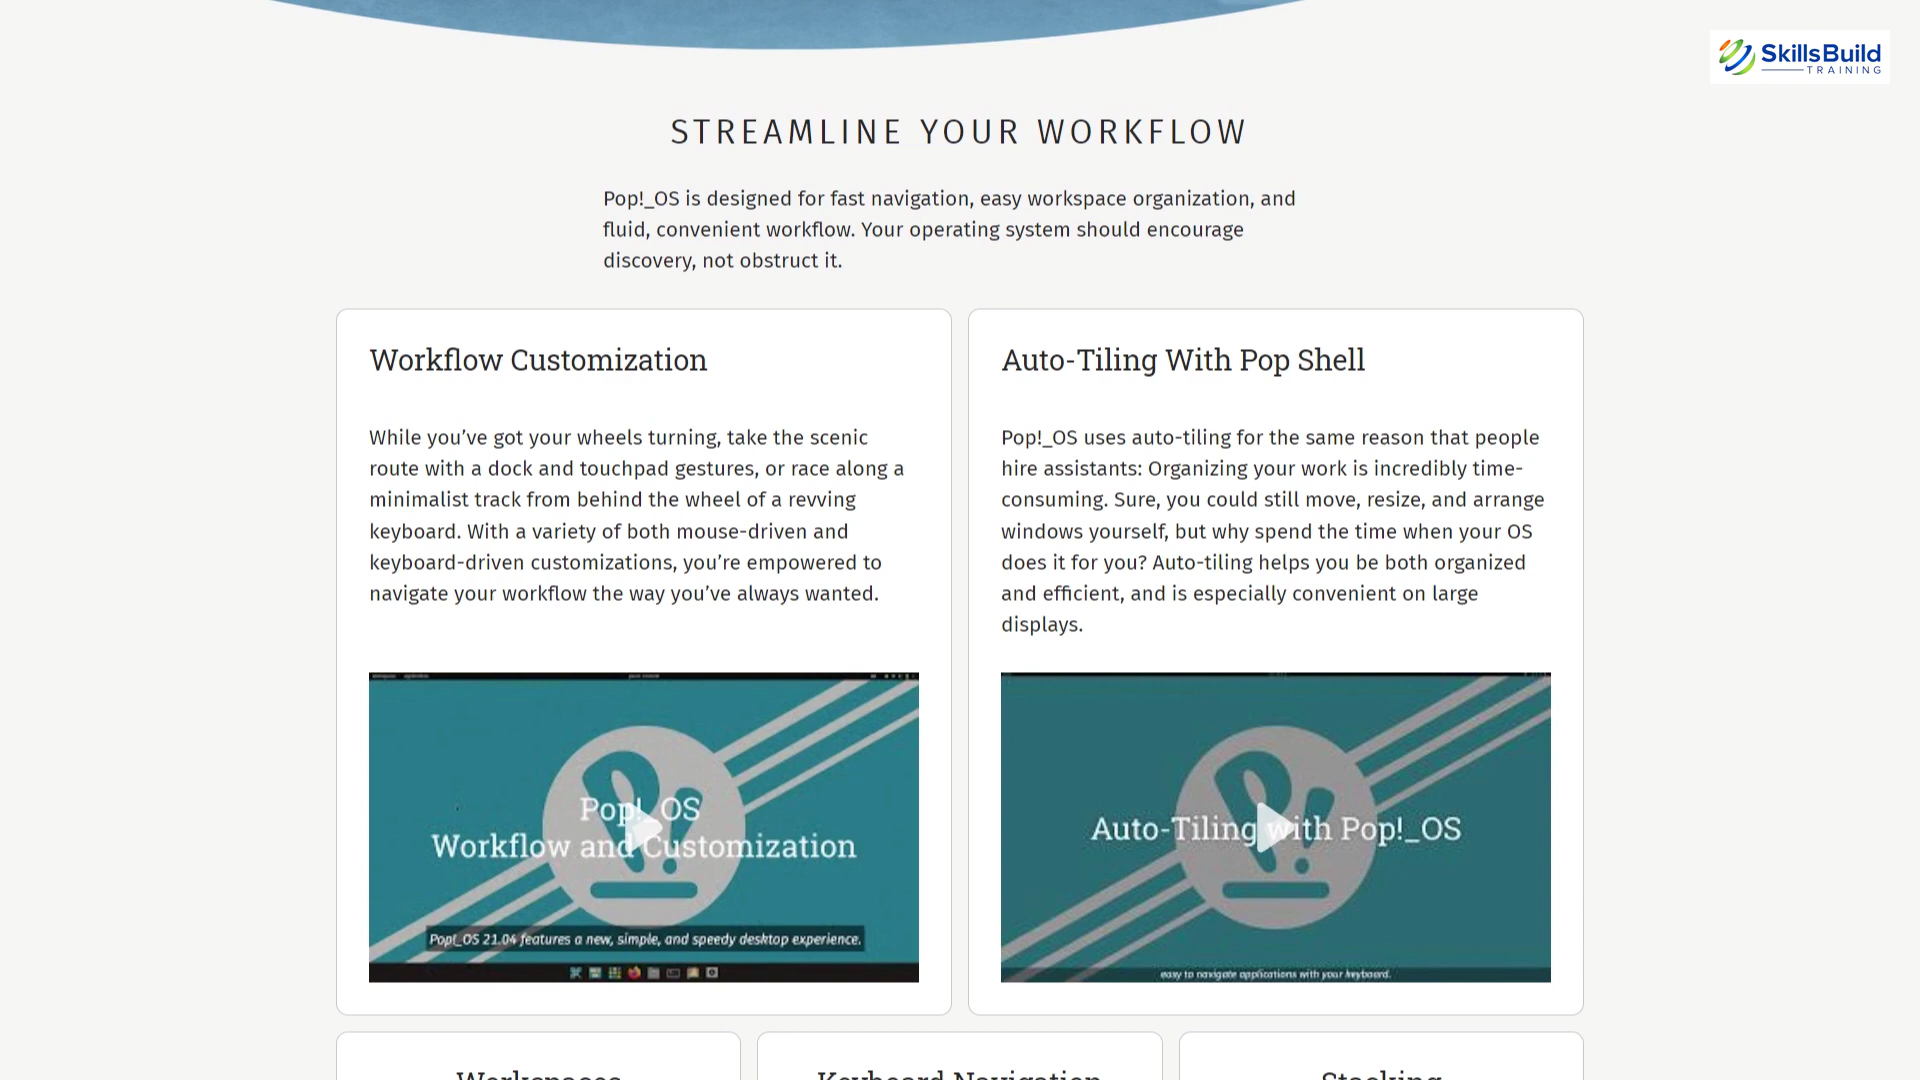 SkillsBuild
TRAINING
STREAMLINE YOUR WORKFLOW
Pop!_OS is designed for fast navigation, easy workspace organization, and
fluid, convenient workflow. Your operating system should encourage
discovery, not obstruct it.
Workflow Customization
While you’ve got your wheels turning, take the scenic
route with a dock and touchpad gestures, or race along a
minimalist track from behind the wheel of a revving
keyboard. With a variety of both mouse-driven and
keyboard-driven customizations, you’re empowered to
navigate your workflow the way you’ve always wanted.
Pop!_OS
Workflow and Customization
Pop!_OS 21.04 features a new, simple, and speedy desktop experience.
Auto-Tiling With Pop Shell
Pop!_OS uses auto-tiling for the same reason that people
hire assistants: Organizing your work is incredibly time-
consuming. Sure, you could still move, resize, and arrange
windows yourself, but why spend the time when your OS
does it for you? Auto-tiling helps you be both organized
and efficient, and is especially convenient on large
displays.
Auto-Tiling with Pop!_OS
easy to navigate applications with your keyboard.
Workspaces
Keyboard Navigation
Stacking